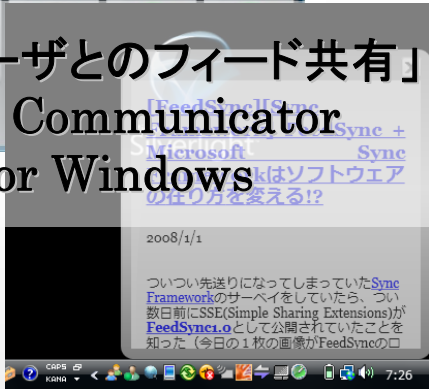 ーザとのフィード共有」
Communicator
or Windows
[FeedSync][Sync
Sync +
Microsoft Sync
kはソフトウェア
の在り方を変える!?
2008/1/1
ついつい先送りになってしまっていたSync
Frameworkのサーベイをしていたら、つい
数日前にSSE(Simple Sharing Extensions)が
FeedSync1.0として公開されていたことを
知った（今日の１枚の画像がFeedSyncのロ
CAPS
KANA
7:26